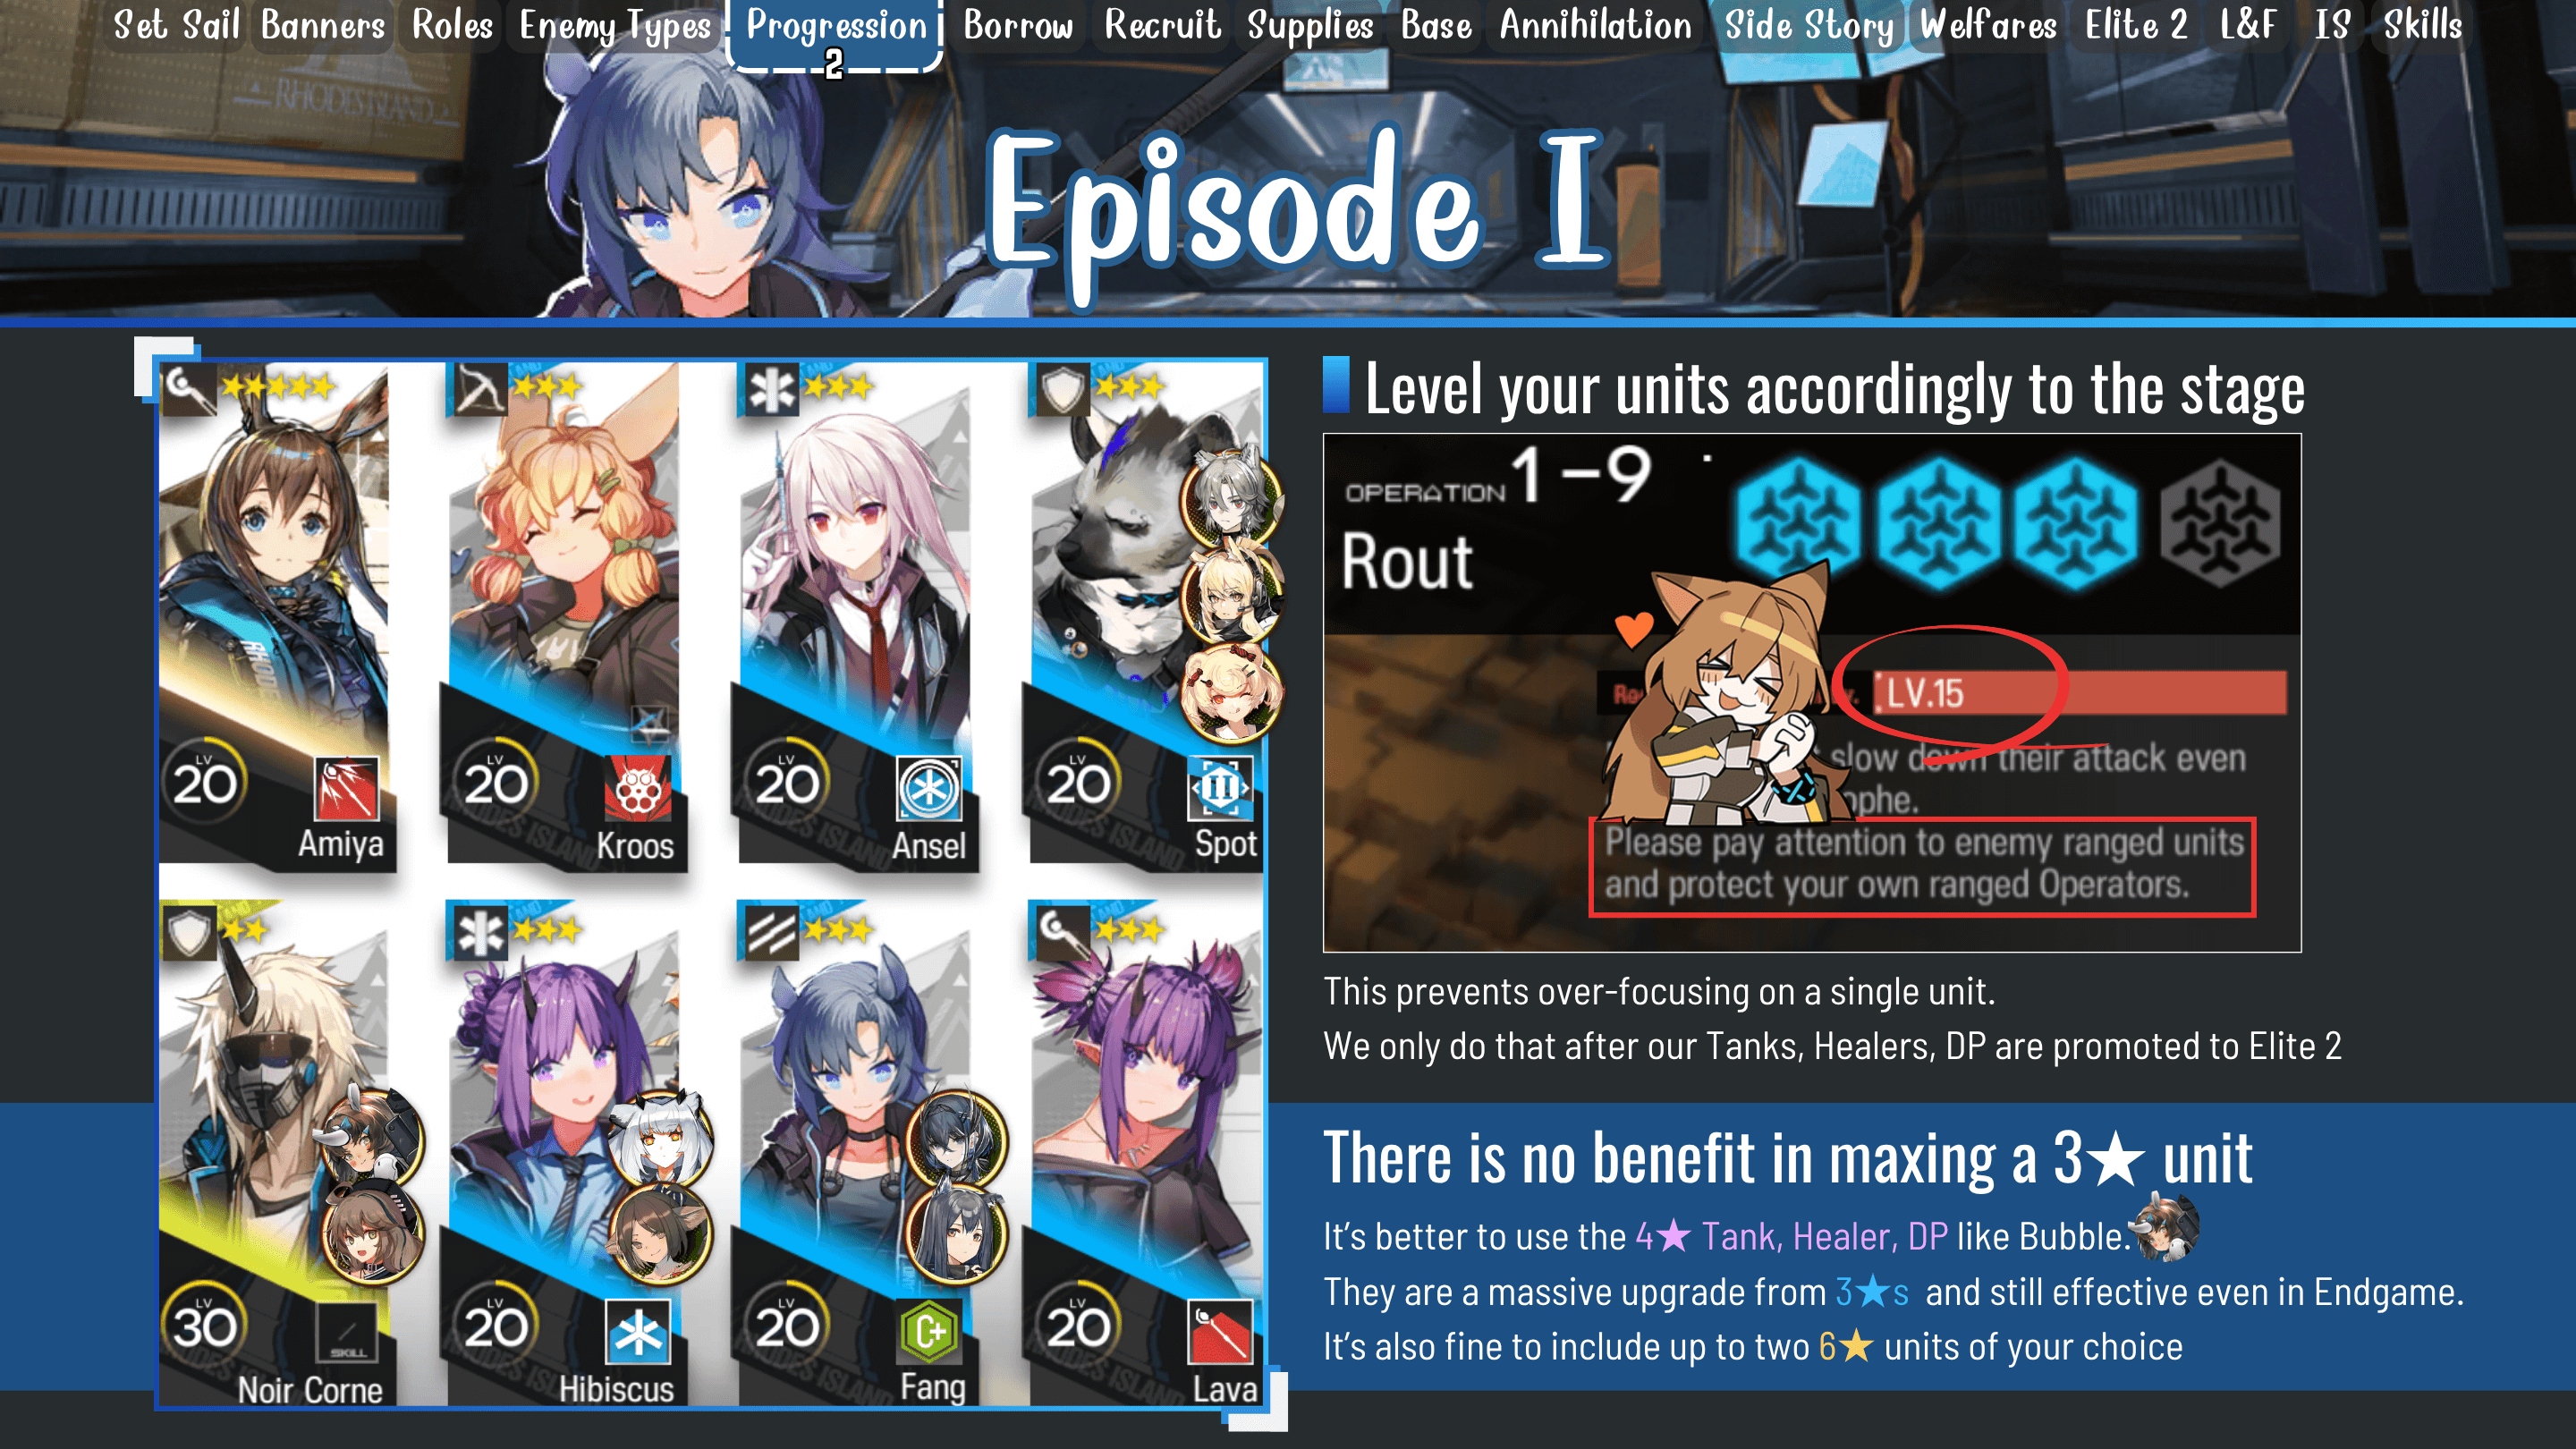 Set Sail Banners Roles Enemy Types Progression Borrow Recruit Supplies Base Annihilation Side Story Welfares Elite 2 L&F IS Skills
2
RHODES ISLAND
Episode I
LV 20 Amiya
LV 20 Kroos
LV 20 Ansel
LV 20 II Spot
LV 30 SKILL Noir Corne
LV 20 Hibiscus
LV 20 C+ Fang
LV 20 Lava
Level your units accordingly to the stage
OPERATION 1-9
Rout
LV.15
slow down their attack even
Please pay attention to enemy ranged units
and protect your own ranged Operators.
This prevents over-focusing on a single unit.
We only do that after our Tanks, Healers, DP are promoted to Elite 2
There is no benefit in maxing a 3★ unit
It's better to use the 4★ Tank, Healer, DP like Bubble.
They are a massive upgrade from 3★s and still effective even in Endgame.
It's also fine to include up to two 6★ units of your choice